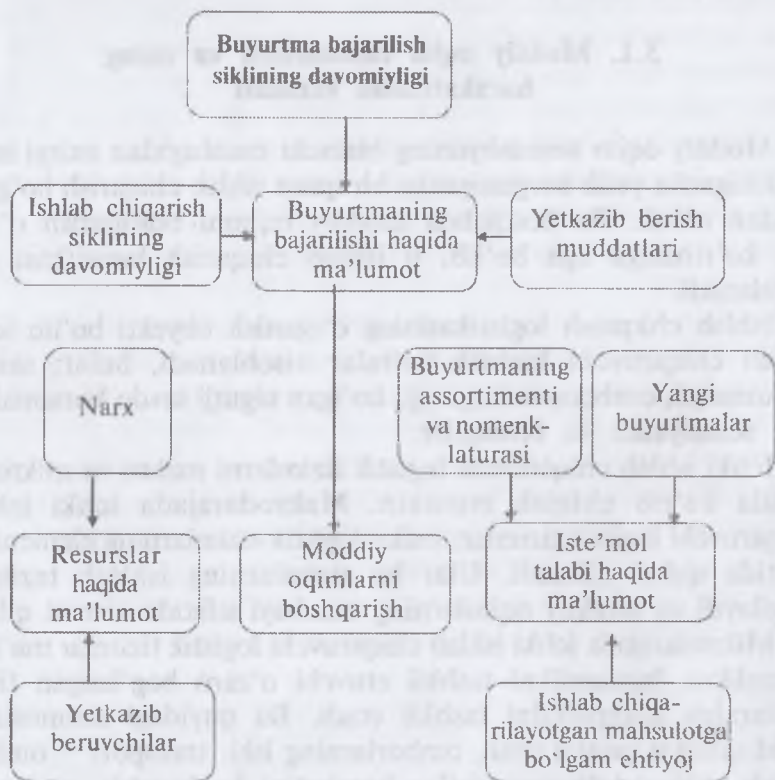 Buyurtma bajarilish
siklining davomiyligi
Ishlab chiqarish
siklining
davomiyligi
Buyurtmaning
bajarilishi haqida
ma'lumot
Yetkazib berish
muddatlari
Narx
Buyurtmaning
assortimenti
va nomenk-
laturasi
Yangi
buyurtmalar
Resurslar
haqida
ma'lumot
Moddiy
oqimlarni
boshqarish
Iste'mol
talabi haqida
ma'lumot
Yetkazib
beruvchilar
Ishlab chiqa-
rilayotgan mahsulotga
bo'lgam ehtiyoj